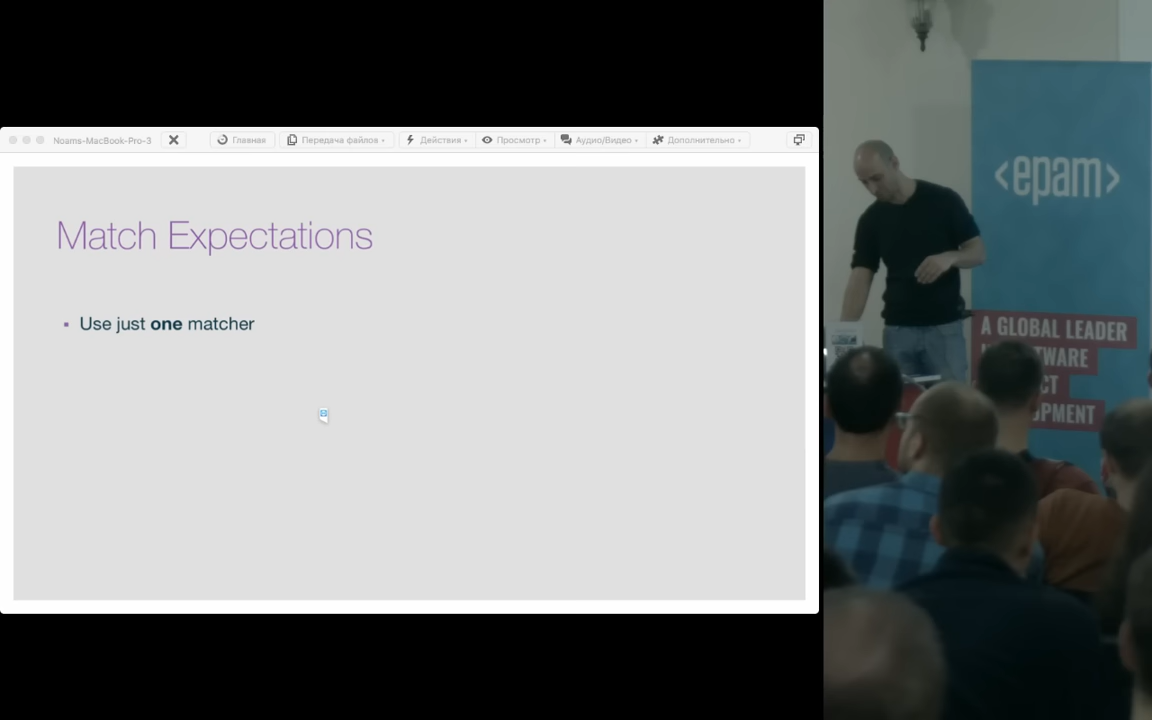 Noams-MacBook-Pro-3
Главная
Передача файлов
Действия
Просмотр
Аудио/Видео
Дополнительно
Match Expectations
Use just one matcher
<epam>
A GLOBAL LEADER